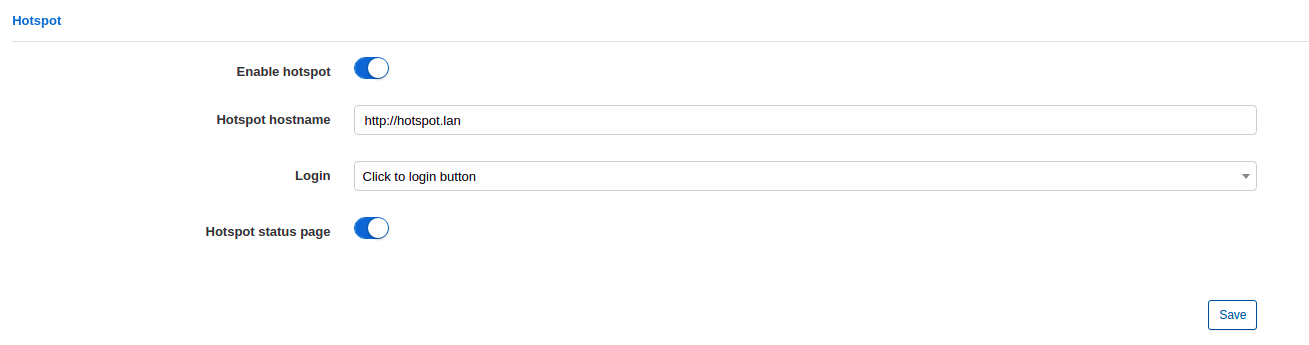 Hotspot
Enable hotspot
Hotspot hostname http://hotspot.lan
Login Click to login button
Hotspot status page
Save